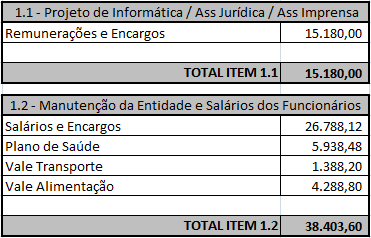 1.1 - Projeto de Informática / Ass Jurídica / Ass Imprensa
Remunerações e Encargos 15.180,00
TOTAL ITEM 1.1 15.180,00
1.2 - Manutenção da Entidade e Salários dos Funcionários
Salários e Encargos 26.788,12
Plano de Saúde 5.938,48
Vale Transporte 1.388,20
Vale Alimentação 4.288,80
TOTAL ITEM 1.2 38.403,60